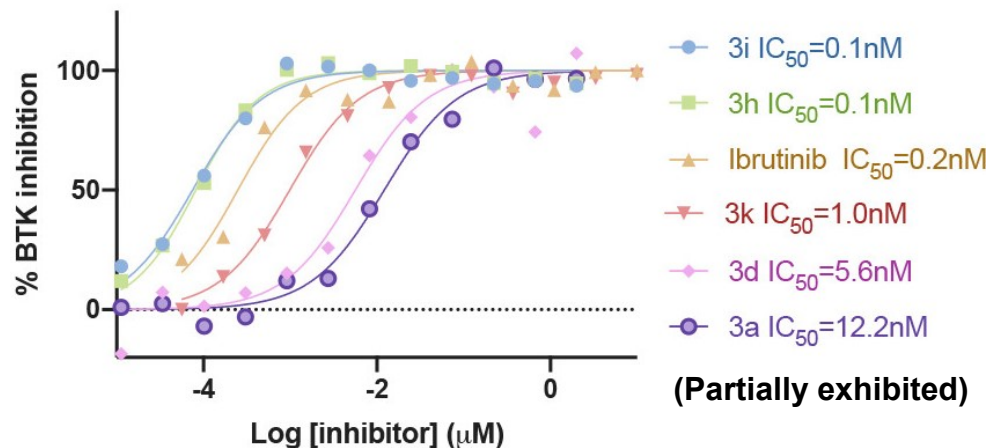 100
50
0
% BTK inhibition
-4
-2
0
Log [inhibitor] (μM)
3i IC50=0.1nM
3h IC50=0.1nM
Ibrutinib IC50=0.2nM
3k IC50=1.0nM
3d IC50=5.6nM
3a IC50=12.2nM
(Partially exhibited)